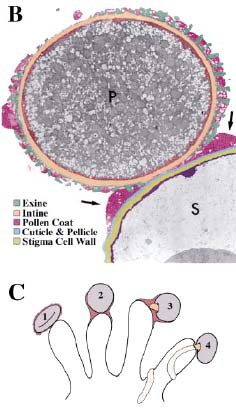 B
P
S
Exine
Intine
Pollen Coat
Cuticle & Pellicle
Stigma Cell Wall
C
1
2
3
4